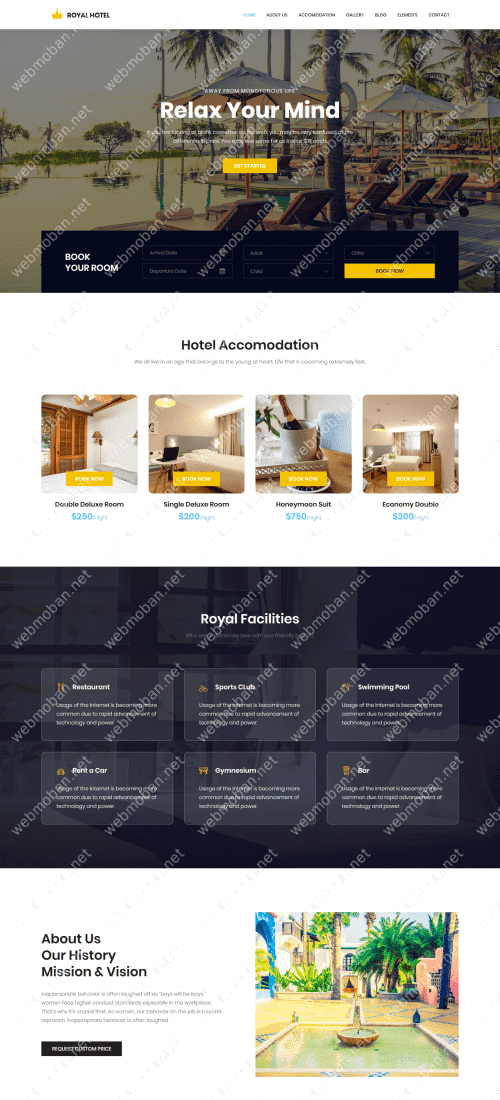 ROYAL HOTEL
HOME ABOUT US ACCOMODATION GALLERY BLOG ELEMESTS CONTACT
"AWAY FROM MONOTONOUS LIFE"
Relax Your Mind
If you are looking at blank cassettes on the web, you may be very confused at the
difference in price. You may see some for as low as $.17 each.
GET STARTED
BOOK
YOUR ROOM
Arrival Date
Departure Date
Adult
Child
Child
BOOK NOW
Hotel Accomodation
We all live in an age that belongs to the young at heart. Life that is becoming extremely fast,
BOOK NOW
Double Deluxe Room
$250/night
BOOK NOW
Single Deluxe Room
$200/night
BOOK NOW
Honeymoon Suit
$750/night
BOOK NOW
Economy Double
$200/night
Royal Facilities
Who are in extremely love with eco friendly system.
Restaurant
Usage of the Internet is becoming more
common due to rapid advancement of
technology and power.
Sports CLub
Usage of the Internet is becoming more
common due to rapid advancement of
technology and power.
Swimming Pool
Usage of the Internet is becoming more
common due to rapid advancement of
technology and power.
Rent a Car
Usage of the Internet is becoming more
common due to rapid advancement of
technology and power.
Gymnesium
Usage of the Internet is becoming more
common due to rapid advancement of
technology and power.
Bar
Usage of the Internet is becoming more
common due to rapid advancement of
technology and power.
About Us
Our History
Mission & Vision
inappropriate behavior is often laughed off as "boys will be boys,"
women face higher conduct standards especially in the workplace.
That's why it's crucial that, as women, our behavior on the job is beyond
reproach. inappropriate behavior is often laughed.
REQUEST CUSTOM PRICE
webmoban.net